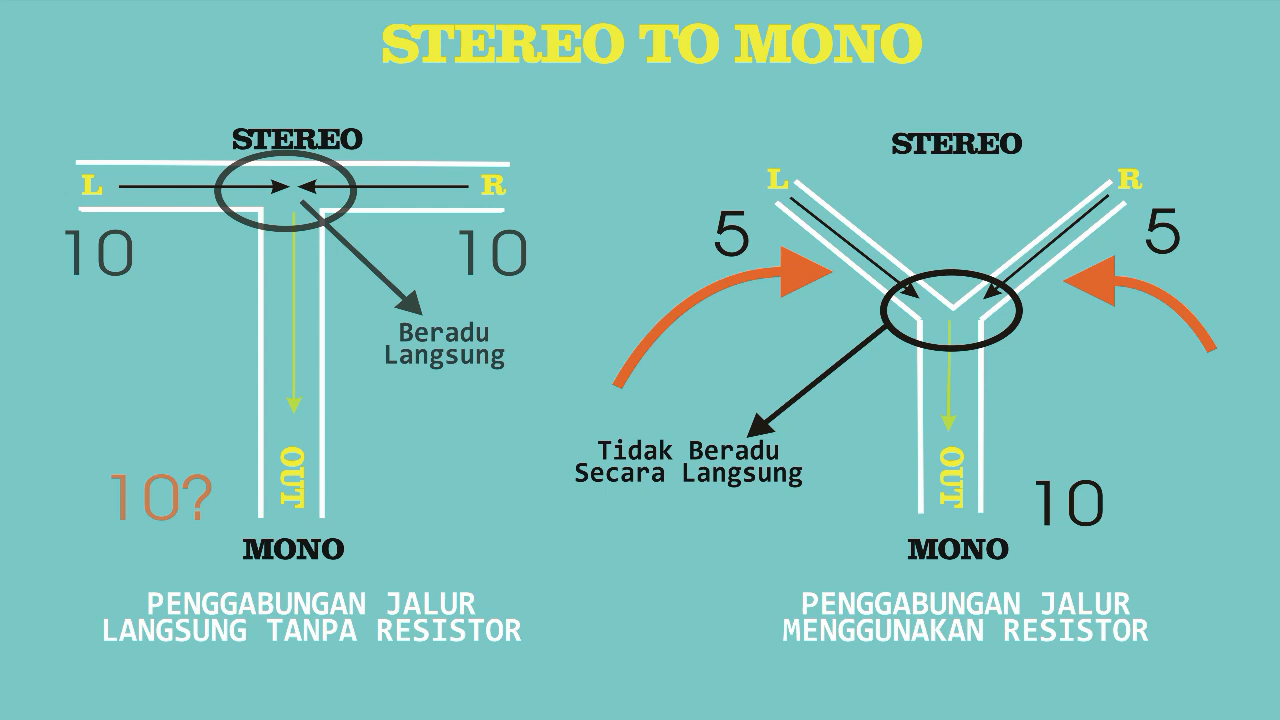 STEREO TO MONO
STEREO
L
R
10
10
Beradu
Langsung
OUT
10?
MONO
PENGGABUNGAN JALUR
LANGSUNG TANPA RESISTOR
STEREO
L
R
5
5
Tidak Beradu
Secara Langsung
OUT
10
MONO
PENGGABUNGAN JALUR
MENGGUNAKAN RESISTOR